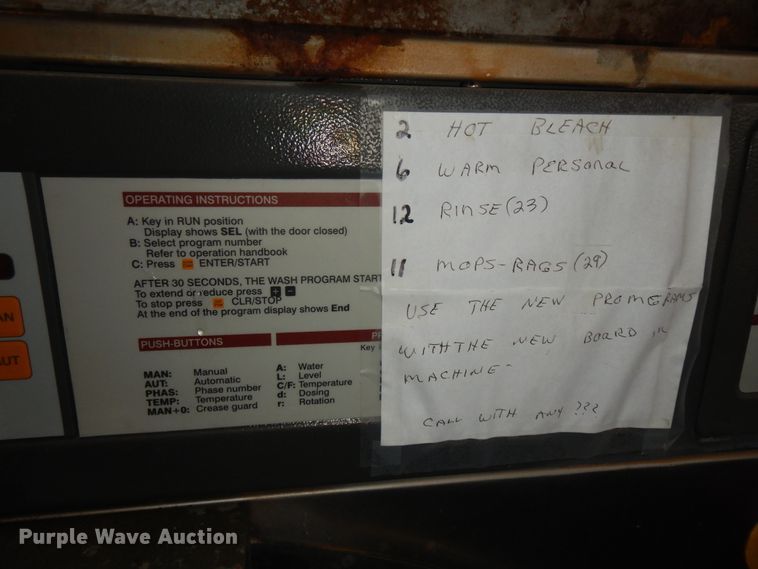 OPERATING INSTRUCTIONS
A: Key in RUN position
Display shows SEL (with the door closed)
B: Select program number
Refer to operation handbook
C: Press ENTER/START
AFTER 30 SECONDS, THE WASH PROGRAM START
To extend or reduce press + -
To stop press CLR/STOP
At the end of the program display shows End
PUSH-BUTTONS
MAN: Manual
AUT: Automatic
PHAS: Phase number
TEMP: Temperature
MAN+0: Crease guard
Key
A: Water
L: Level
C/F: Temperature
d: Dosing
r: Rotation
AN
AUT
2 HOT BLEACH
6 WARM PERSONAL
12 RINSE (23)
11 MOPS-RAGS (29)
USE THE NEW PROMGRAMS
WITH THE NEW BOARD IN
MACHINE-
CALL WITH ANY ???
Purple Wave Auction